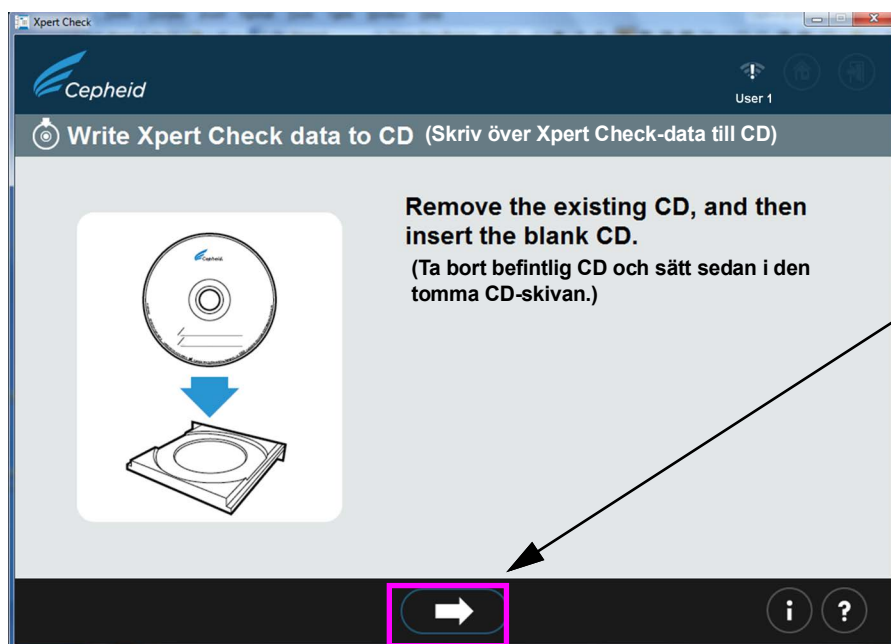 Xpert Check
Cepheid
User 1
Write Xpert Check data to CD (Skriv över Xpert Check-data till CD)
Remove the existing CD, and then
insert the blank CD.
(Ta bort befintlig CD och sätt sedan i den
tomma CD-skivan.)
Cepheid
i ?